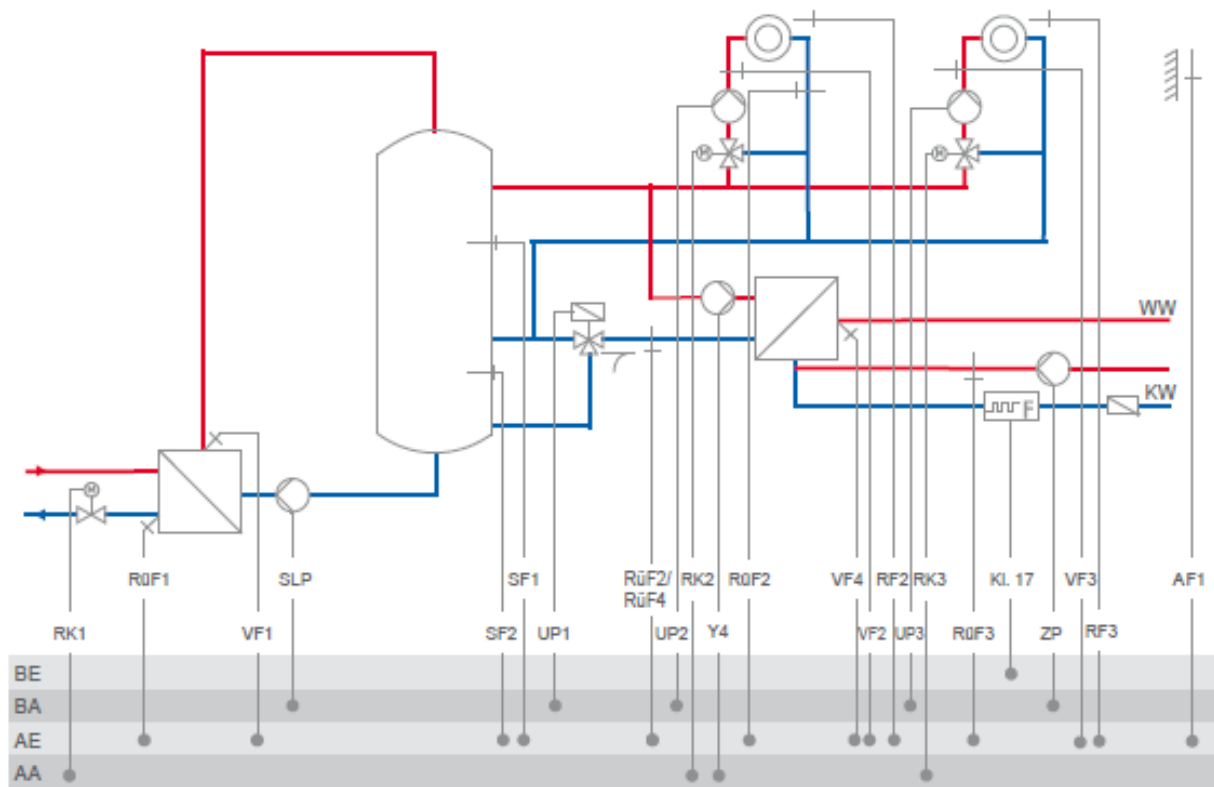 M
M
WW
KW
F
M
RüF1
SLP
SF1
RüF2/
RüF4
RK2
RüF2
VF4
RF2
RK3
Kl. 17
VF3
AF1
RK1
VF1
SF2
UP1
UP2
Y4
VF2
UP3
RüF3
ZP
RF3
BE
BA
AE
AA